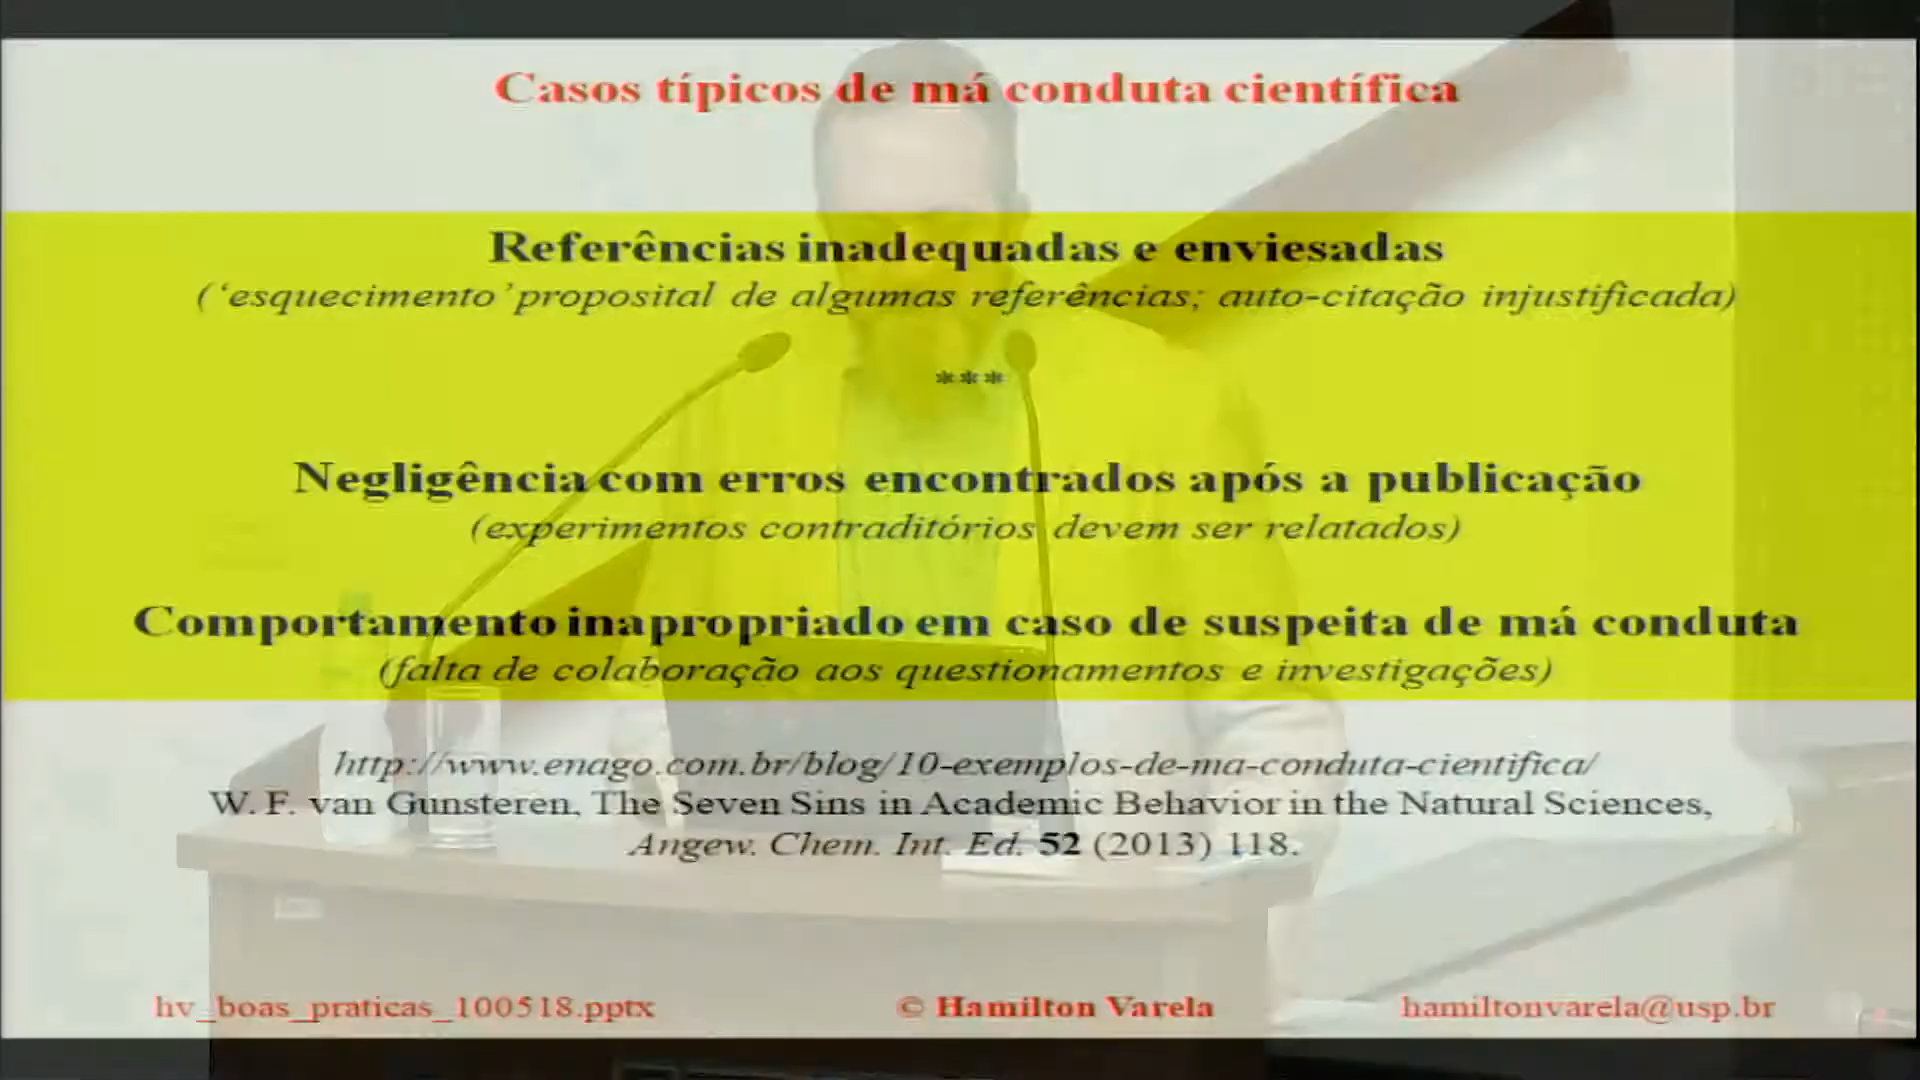 Casos típicos de má conduta científica
Referências inadequadas e enviesadas
(‘esquecimento’ proposital de algumas referências; auto-citação injustificada)
***
Negligência com erros encontrados após a publicação
(experimentos contraditórios devem ser relatados)
Comportamento inapropriado em caso de suspeita de má conduta
(falta de colaboração aos questionamentos e investigações)
http://www.enago.com.br/blog/10-exemplos-de-ma-conduta-cientifica/
W. F. van Gunsteren, The Seven Sins in Academic Behavior in the Natural Sciences,
Angew. Chem. Int. Ed. 52 (2013) 118.
hv_boas_praticas_100518.pptx © Hamilton Varela hamiltonvarela@usp.br